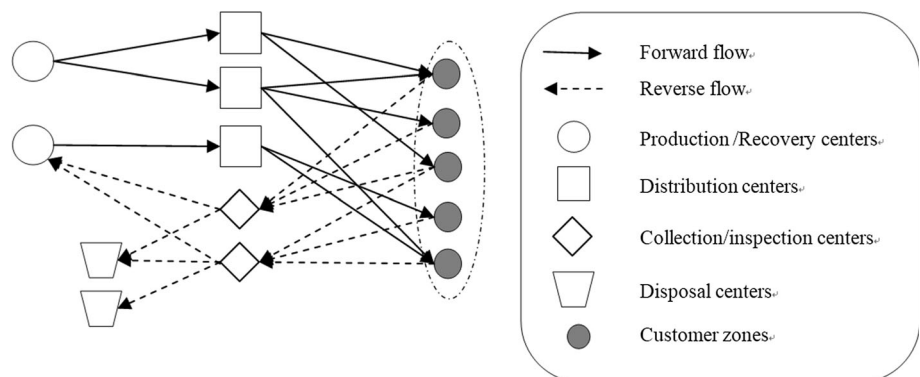 Forward flow
Reverse flow
Production /Recovery centers
Distribution centers
Collection/inspection centers
Disposal centers
Customer zones